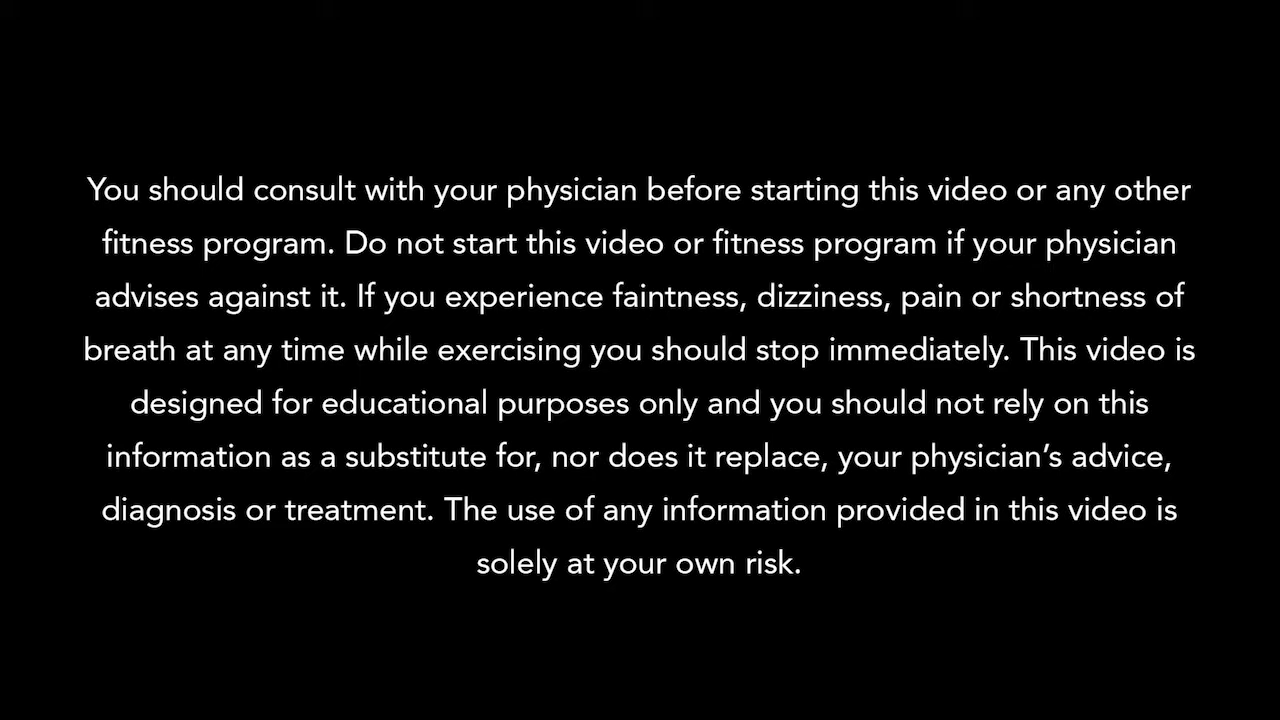 You should consult with your physician before starting this video or any other
fitness program. Do not start this video or fitness program if your physician
advises against it. If you experience faintness, dizziness, pain or shortness of
breath at any time while exercising you should stop immediately. This video is
designed for educational purposes only and you should not rely on this
information as a substitute for, nor does it replace, your physician’s advice,
diagnosis or treatment. The use of any information provided in this video is
solely at your own risk.